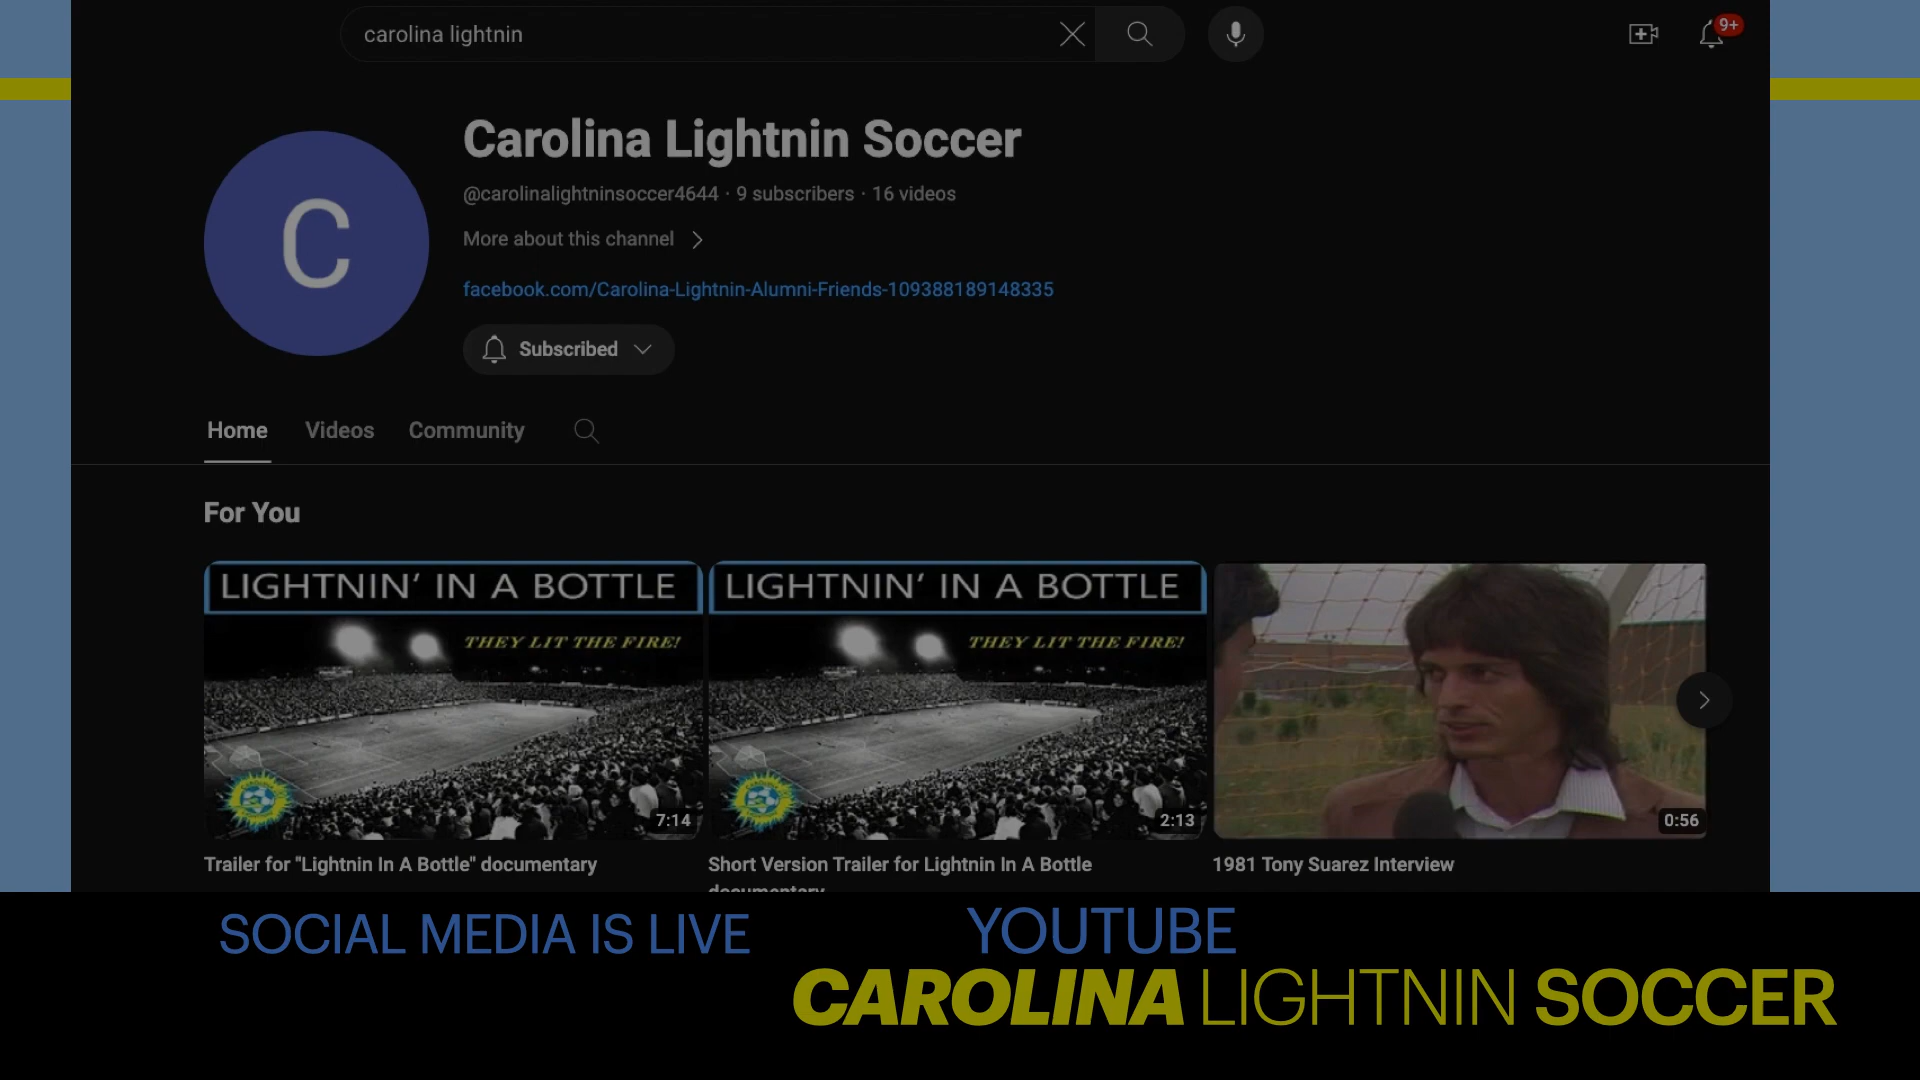 carolina lightnin
9+
Carolina Lightnin Soccer
@carolinalightninsoccer4644 · 9 subscribers · 16 videos
More about this channel
facebook.com/Carolina-Lightnin-Alumni-Friends-109388189148335
Subscribed
Home Videos Community
For You
LIGHTNIN' IN A BOTTLE
THEY LIT THE FIRE!
7:14
LIGHTNIN' IN A BOTTLE
THEY LIT THE FIRE!
2:13
0:56
C
Trailer for "Lightnin In A Bottle" documentary
Short Version Trailer for Lightnin In A Bottle
documentary
1981 Tony Suarez Interview
SOCIAL MEDIA IS LIVE
YOUTUBE
CAROLINA LIGHTNIN SOCCER